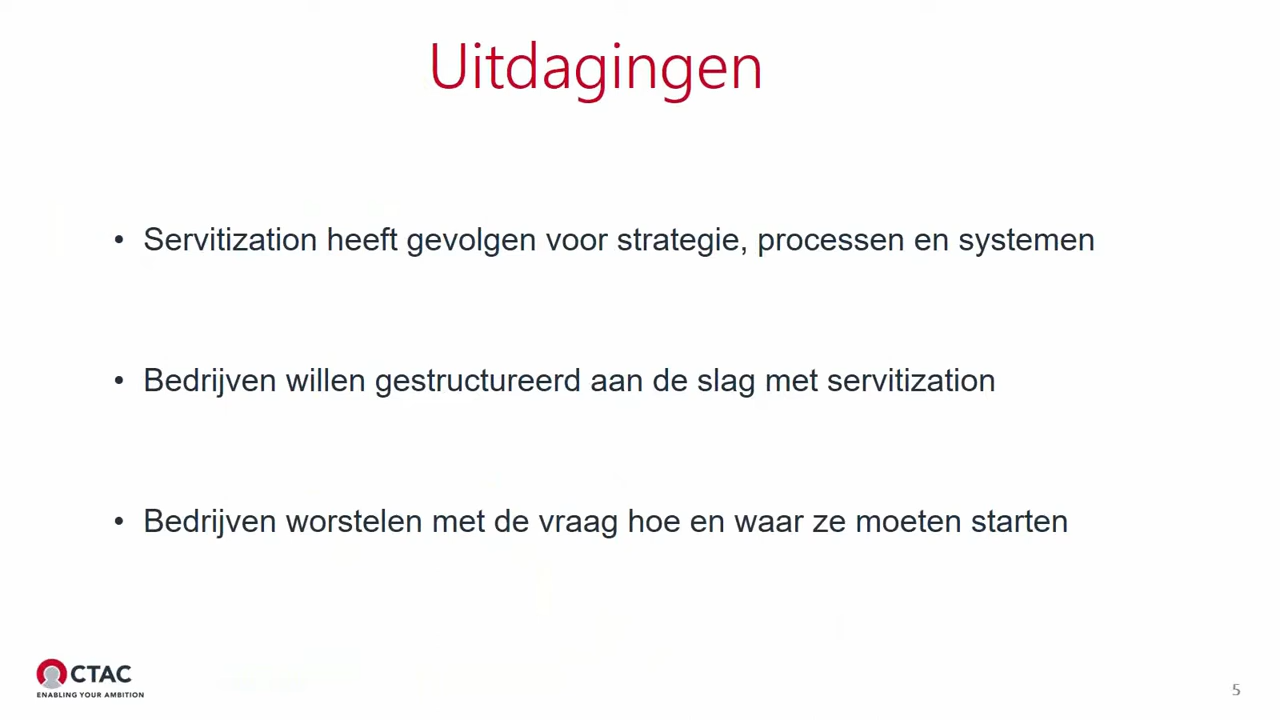 Uitdagingen
• Servitization heeft gevolgen voor strategie, processen en systemen
• Bedrijven willen gestructureerd aan de slag met servitization
• Bedrijven worstelen met de vraag hoe en waar ze moeten starten
CTAC
ENABLING YOUR AMBITION
5